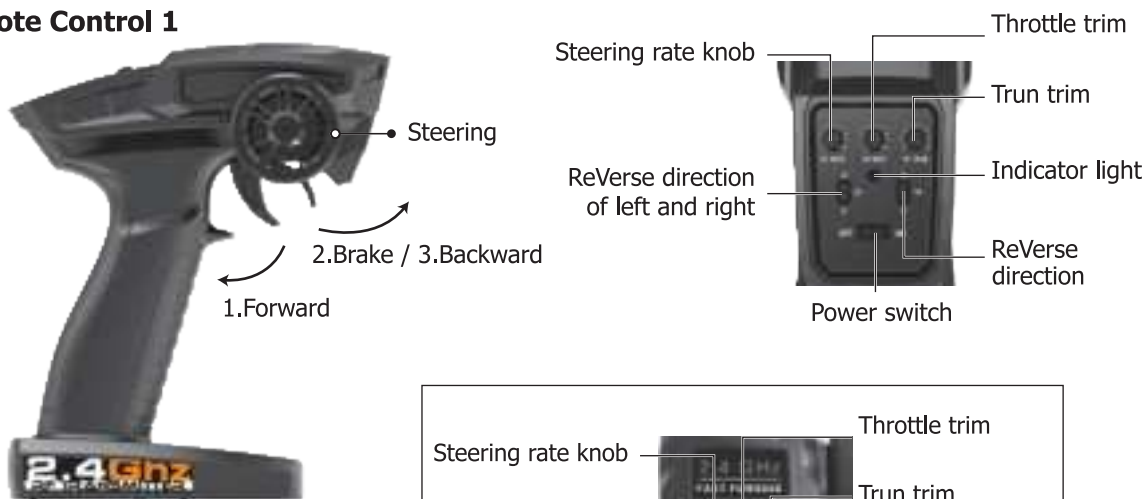 ote Control 1
Steering
2.Brake / 3.Backward
1.Forward
2.4Ghz
Steering rate knob
Throttle trim
Trun trim
Indicator light
ReVerse direction
of left and right
ReVerse
direction
Power switch
Steering rate knob
Throttle trim
Trun trim